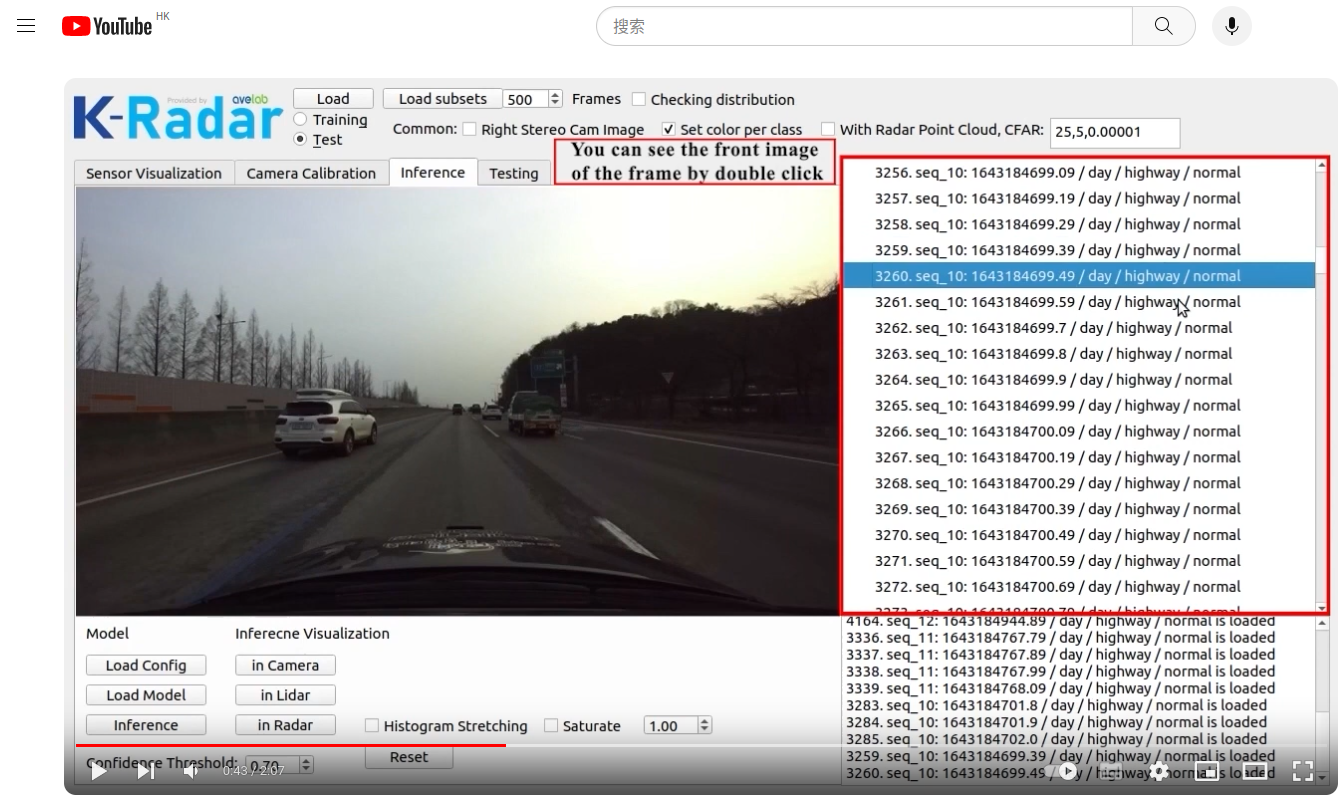 YouTube HK
搜索
Provided by avelab
K-Radar
Load
Load subsets 500 Frames Checking distribution
Training
Test
Common: Right Stereo Cam Image Set color per class With Radar Point Cloud, CFAR: 25,5,0.00001
You can see the front image
of the frame by double click
Sensor Visualization Camera Calibration Inference Testing
3256. seq_10: 1643184699.09 / day / highway / normal
3257. seq_10: 1643184699.19 / day / highway / normal
3258. seq_10: 1643184699.29 / day / highway / normal
3259. seq_10: 1643184699.39 / day / highway / normal
3260. seq_10: 1643184699.49 / day / highway / normal
3261. seq_10: 1643184699.59 / day / highway / normal
3262. seq_10: 1643184699.7 / day / highway / normal
3263. seq_10: 1643184699.8 / day / highway / normal
3264. seq_10: 1643184699.9 / day / highway / normal
3265. seq_10: 1643184699.99 / day / highway / normal
3266. seq_10: 1643184700.09 / day / highway / normal
3267. seq_10: 1643184700.19 / day / highway / normal
3268. seq_10: 1643184700.29 / day / highway / normal
3269. seq_10: 1643184700.39 / day / highway / normal
3270. seq_10: 1643184700.49 / day / highway / normal
3271. seq_10: 1643184700.59 / day / highway / normal
3272. seq_10: 1643184700.69 / day / highway / normal
3273. seq_10: 1643184700.79 / day / highway / normal
4164. seq_12: 1643184944.89 / day / highway / normal is loaded
3336. seq_11: 1643184767.79 / day / highway / normal is loaded
3337. seq_11: 1643184767.89 / day / highway / normal is loaded
3338. seq_11: 1643184767.99 / day / highway / normal is loaded
3339. seq_11: 1643184768.09 / day / highway / normal is loaded
3283. seq_10: 1643184701.8 / day / highway / normal is loaded
3284. seq_10: 1643184701.9 / day / highway / normal is loaded
3285. seq_10: 1643184702.0 / day / highway / normal is loaded
3259. seq_10: 1643184699.39 / day / highway / normal is loaded
3260. seq_10: 1643184699.49 / day / highway / normal is loaded
Model Inferecne Visualization
Load Config in Camera
Load Model in Lidar
Inference in Radar Histogram Stretching Saturate 1.00
Confidence Threshold: 0.70 Reset
0:43 / 2:07